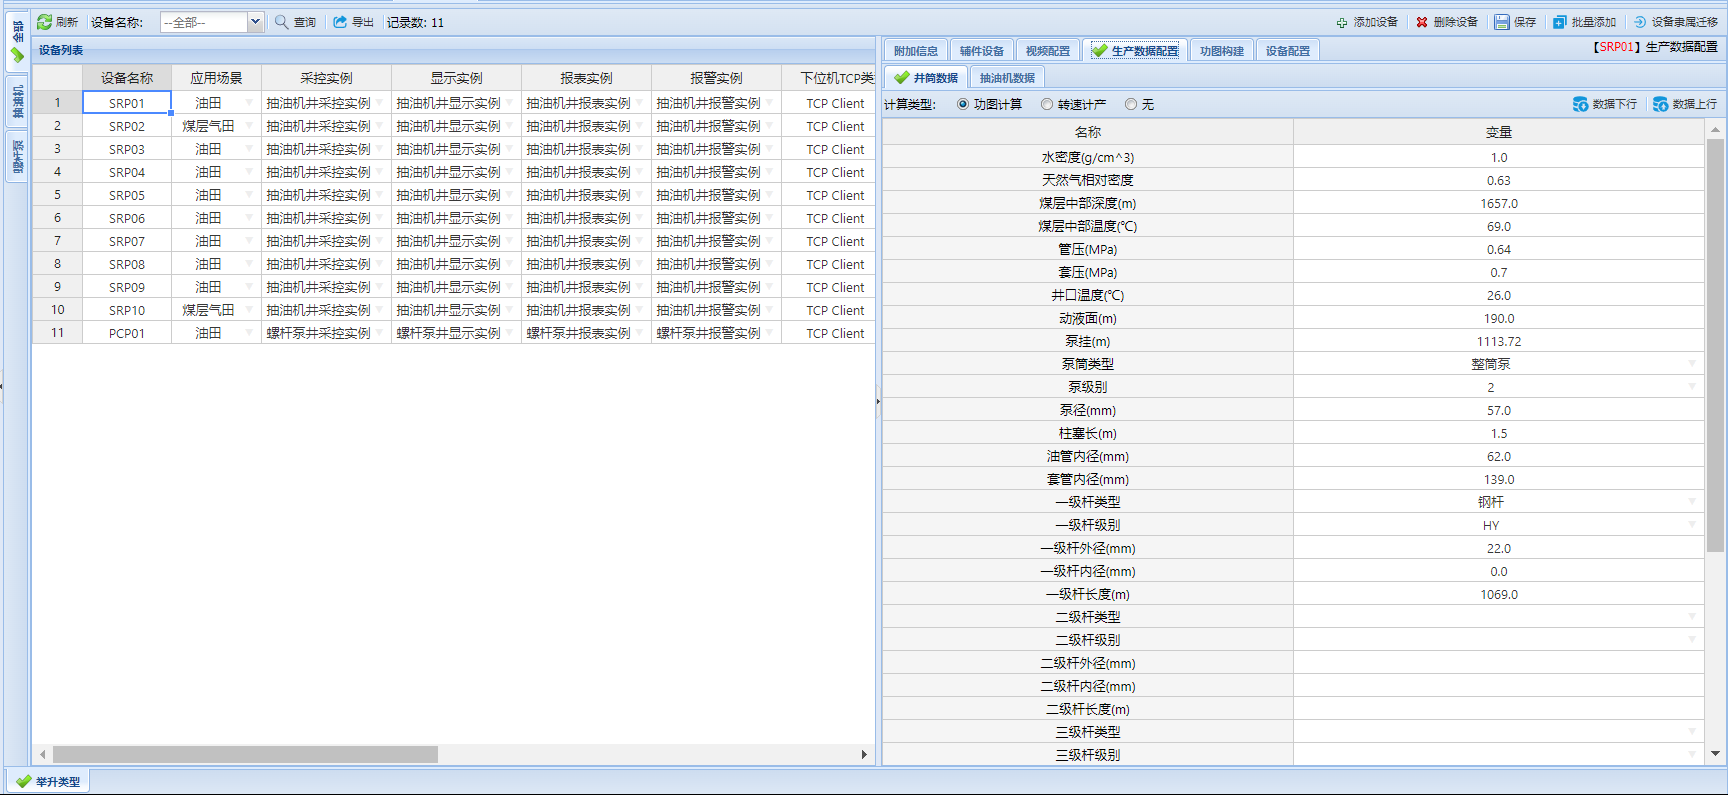 刷新 设备名称: --全部-- 查询 导出 记录数: 11 添加设备 删除设备 保存 批量添加 设备隶属迁移
全部
抽油机
螺杆泵
设备列表
设备名称 应用场景 采控实例 显示实例 报表实例 报警实例 下位机TCP类
1 SRP01 油田 抽油机井采控实例 抽油机井显示实例 抽油机井报表实例 抽油机井报警实例 TCP Client
2 SRP02 煤层气田 抽油机井采控实例 抽油机井显示实例 抽油机井报表实例 抽油机井报警实例 TCP Client
3 SRP03 油田 抽油机井采控实例 抽油机井显示实例 抽油机井报表实例 抽油机井报警实例 TCP Client
4 SRP04 油田 抽油机井采控实例 抽油机井显示实例 抽油机井报表实例 抽油机井报警实例 TCP Client
5 SRP05 油田 抽油机井采控实例 抽油机井显示实例 抽油机井报表实例 抽油机井报警实例 TCP Client
6 SRP06 油田 抽油机井采控实例 抽油机井显示实例 抽油机井报表实例 抽油机井报警实例 TCP Client
7 SRP07 油田 抽油机井采控实例 抽油机井显示实例 抽油机井报表实例 抽油机井报警实例 TCP Client
8 SRP08 油田 抽油机井采控实例 抽油机井显示实例 抽油机井报表实例 抽油机井报警实例 TCP Client
9 SRP09 油田 抽油机井采控实例 抽油机井显示实例 抽油机井报表实例 抽油机井报警实例 TCP Client
10 SRP10 煤层气田 抽油机井采控实例 抽油机井显示实例 抽油机井报表实例 抽油机井报警实例 TCP Client
11 PCP01 油田 螺杆泵井采控实例 螺杆泵井显示实例 螺杆泵井报表实例 螺杆泵井报警实例 TCP Client
附加信息 辅件设备 视频配置 生产数据配置 功图构建 设备配置 【SRP01】生产数据配置
井筒数据 抽油机数据
计算类型: 功图计算 转速计产 无 数据下行 数据上行
名称 变量
水密度(g/cm^3) 1.0
天然气相对密度 0.63
煤层中部深度(m) 1657.0
煤层中部温度(℃) 69.0
管压(MPa) 0.64
套压(MPa) 0.7
井口温度(℃) 26.0
动液面(m) 190.0
泵挂(m) 1113.72
泵筒类型 整筒泵
泵级别 2
泵径(mm) 57.0
柱塞长(m) 1.5
油管内径(mm) 62.0
套管内径(mm) 139.0
一级杆类型 钢杆
一级杆级别 HY
一级杆外径(mm) 22.0
一级杆内径(mm) 0.0
一级杆长度(m) 1069.0
二级杆类型
二级杆级别
二级杆外径(mm)
二级杆内径(mm)
二级杆长度(m)
三级杆类型
三级杆级别
举升类型